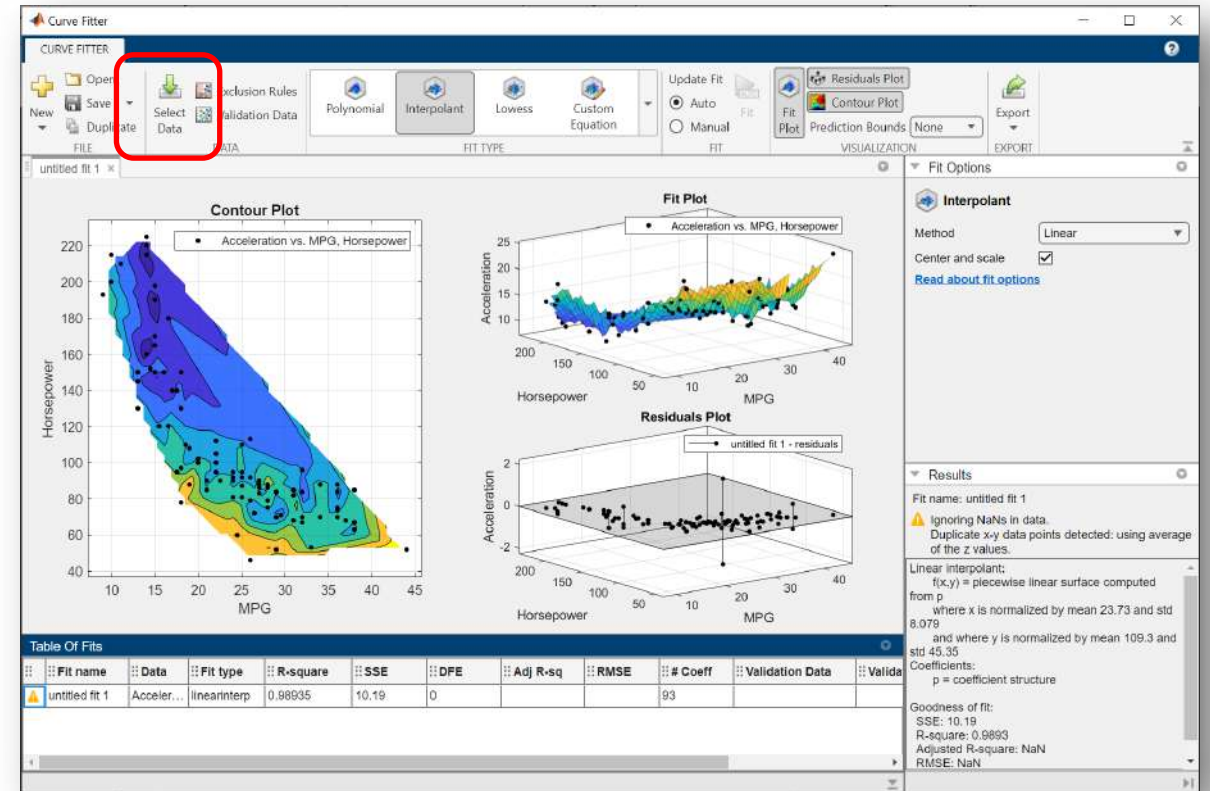 Curve Fitter
CURVE FITTER
New
Open
Save
Duplicate
FILE
Select Data
Exclusion Rules
Validation Data
DATA
Polynomial
Interpolant
Lowess
Custom Equation
FIT TYPE
Update Fit
Auto
Manual
Fit
FIT
Fit Plot
Residuals Plot
Contour Plot
Prediction Bounds None
VISUALIZATION
Export
EXPORT
untitled fit 1 ×
Contour Plot
Acceleration vs. MPG, Horsepower
220
200
180
160
140
120
100
80
60
40
Horsepower
10 15 20 25 30 35 40 45
MPG
Fit Plot
Acceleration vs. MPG, Horsepower
25
20
15
10
Acceleration
200 150 100 50
Horsepower
10 20 30 40
MPG
Residuals Plot
untitled fit 1 - residuals
2
0
-2
Acceleration
200 100 50
Horsepower
10 20 30 40
MPG
Fit Options
Interpolant
Method Linear
Center and scale
Read about fit options
Results
Fit name: untitled fit 1
Ignoring NaNs in data.
Duplicate x-y data points detected: using average
of the z values.
Linear interpolant:
f(x,y) = piecewise linear surface computed
from p
where x is normalized by mean 23.73 and std
8.079
and where y is normalized by mean 109.3 and
std 45.35
Coefficients:
p = coefficient structure
Goodness of fit:
SSE: 10.19
R-square: 0.9893
Adjusted R-square: NaN
RMSE: NaN
Table Of Fits
Fit name Data Fit type R-square SSE DFE Adj R-sq RMSE # Coeff Validation Data Valida
untitled fit 1 Acceler... linearinterp 0.98935 10.19 0 93